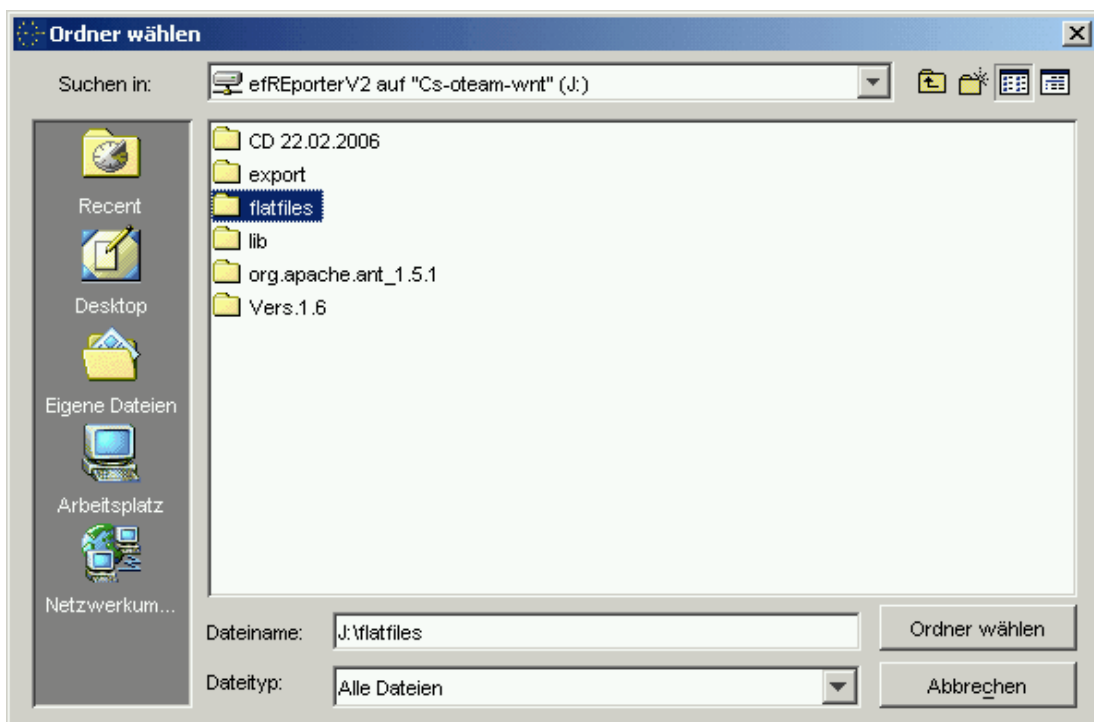 Ordner wählen
Suchen in:
efREporterV2 auf "Cs-oteam-wnt" (J:)
Recent
Desktop
Eigene Dateien
Arbeitsplatz
Netzwerkum...
CD 22.02.2006
export
flatfiles
lib
org.apache.ant_1.5.1
Vers.1.6
Dateiname:
J:\flatfiles
Ordner wählen
Dateityp:
Alle Dateien
Abbrechen